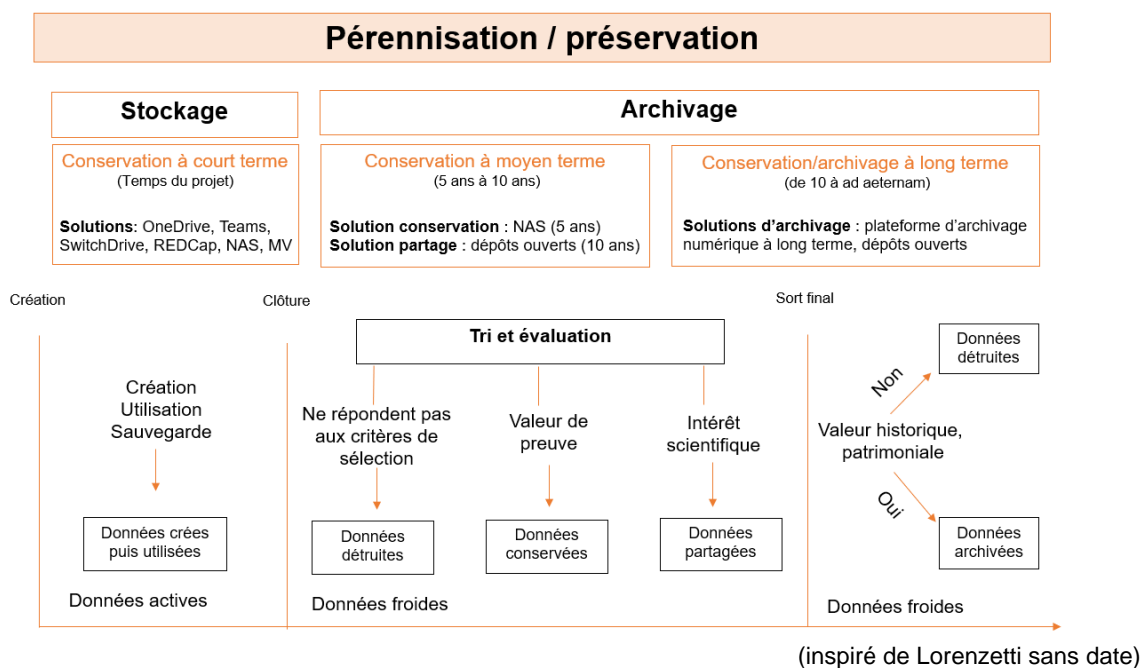 Pérennisation / préservation
Stockage
Archivage
Conservation à court terme
(Temps du projet)
Solutions: OneDrive, Teams,
SwitchDrive, REDCap, NAS, MV
Conservation à moyen terme
(5 ans à 10 ans)
Solution conservation : NAS (5 ans)
Solution partage : dépôts ouverts (10 ans)
Conservation/archivage à long terme
(de 10 à ad aeternam)
Solutions d’archivage : plateforme d’archivage
numérique à long terme, dépôts ouverts
Création
Clôture
Sort final
Création
Utilisation
Sauvegarde
Données crées
puis utilisées
Données actives
Tri et évaluation
Ne répondent pas
aux critères de
sélection
Données
détruites
Valeur de
preuve
Données
conservées
Intérêt
scientifique
Données
partagées
Données froides
Valeur historique,
patrimoniale
Non
Données
détruites
Oui
Données
archivées
Données froides
(inspiré de Lorenzetti sans date)